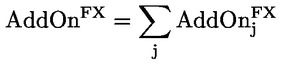 AddOn^FX = ∑_j AddOn_j^FX